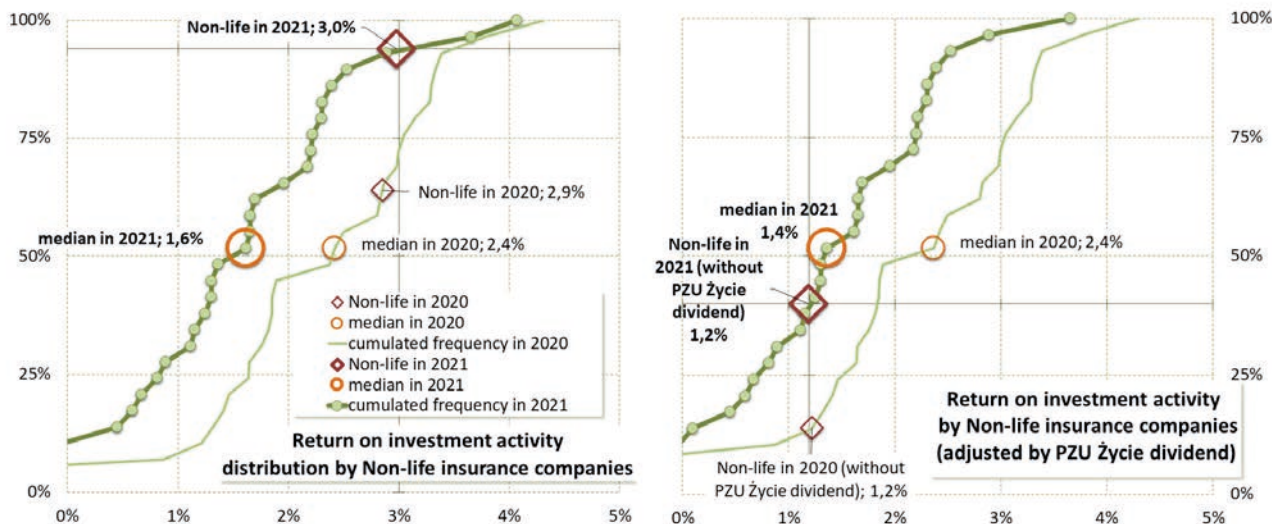 100%
75%
50%
25%
0%
0%
1%
2%
3%
4%
5%
Non-life in 2021; 3,0%
Non-life in 2020; 2,9%
median in 2021; 1,6%
median in 2020; 2,4%
Non-life in 2020
median in 2020
cumulated frequency in 2020
Non-life in 2021
median in 2021
cumulated frequency in 2021
Return on investment activity
distribution by Non-life insurance companies
100%
75%
50%
25%
0%
0%
1%
2%
3%
4%
5%
median in 2021
1,4%
median in 2020; 2,4%
Non-life in
2021 (without
PZU Życie
dividend)
1,2%
Non-life in 2020 (without
PZU Życie dividend); 1,2%
Return on investment activity
by Non-life insurance companies
(adjusted by PZU Życie dividend)